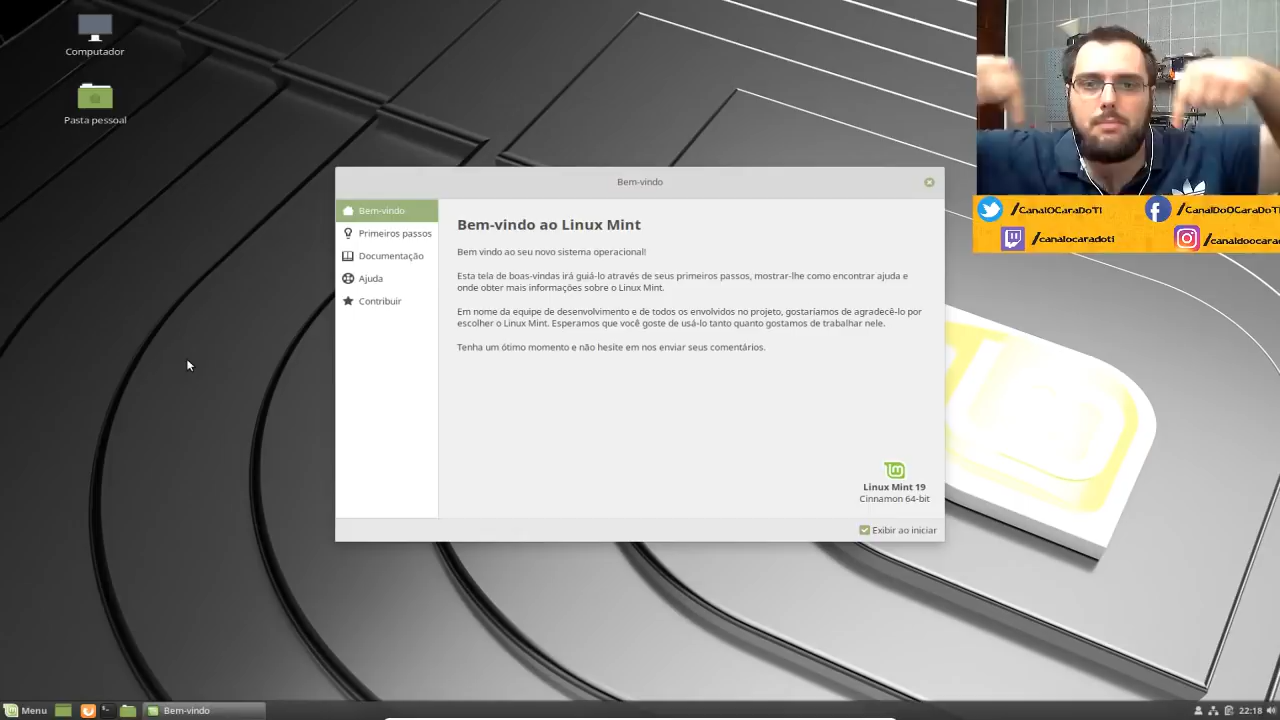 Computador
Pasta pessoal
Bem-vindo
Bem-vindo
Primeiros passos
Documentação
Ajuda
Contribuir
Bem-vindo ao Linux Mint
Bem vindo ao seu novo sistema operacional!
Esta tela de boas-vindas irá guiá-lo através de seus primeiros passos, mostrar-lhe como encontrar ajuda e
onde obter mais informações sobre o Linux Mint.
Em nome da equipe de desenvolvimento e de todos os envolvidos no projeto, gostaríamos de agradecê-lo por
escolher o Linux Mint. Esperamos que você goste de usá-lo tanto quanto gostamos de trabalhar nele.
Tenha um ótimo momento e não hesite em nos enviar seus comentários.
Linux Mint 19
Cinnamon 64-bit
Exibir ao iniciar
/CanalOCaraDoTI
/CanalDoOCaraDoTI
/canalocaradoti
/canaldoocarad
Menu
Bem-vindo
22:18